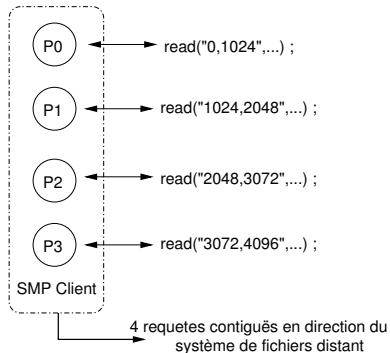 P0 read("0,1024",...) ;
P1 read("1024,2048",...) ;
P2 read("2048,3072",...) ;
P3 read("3072,4096",...) ;
SMP Client
4 requetes contiguës en direction du
système de fichiers distant